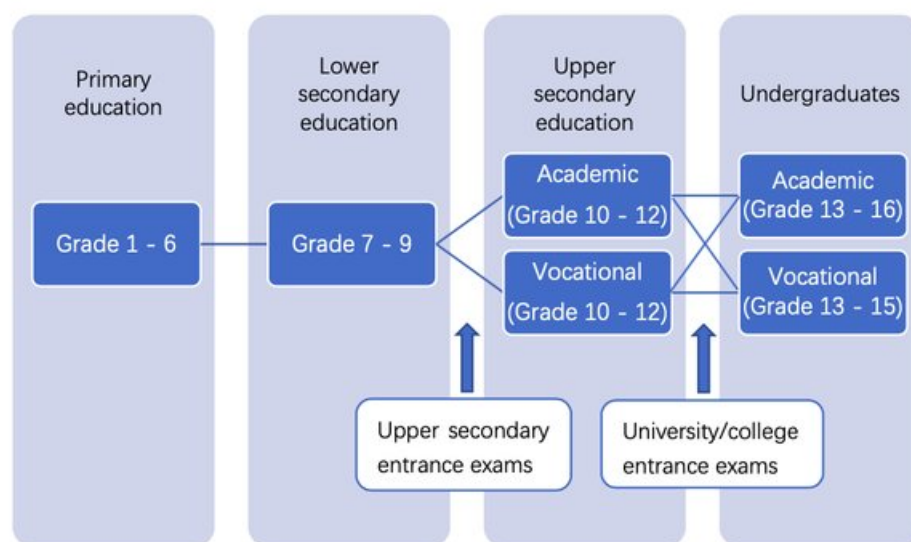 Primary
education
Lower
secondary
education
Upper
secondary
education
Undergraduates
Grade 1 - 6
Grade 7 - 9
Academic
(Grade 10 - 12)
Vocational
(Grade 10 - 12)
Academic
(Grade 13 - 16)
Vocational
(Grade 13 - 15)
Upper secondary
entrance exams
University/college
entrance exams